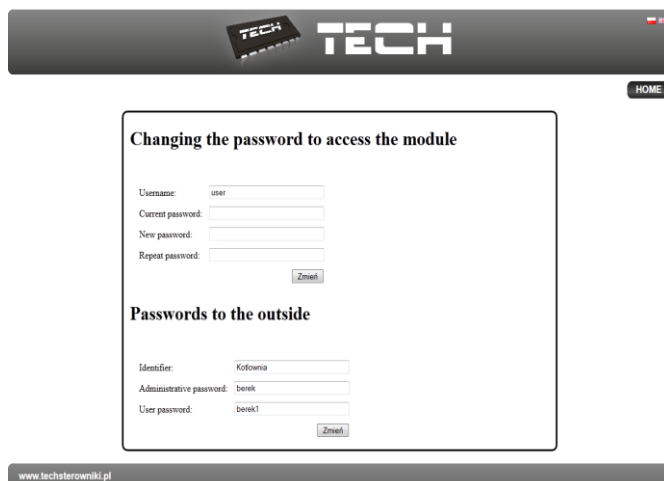 TECH
TECH
HOME
Changing the password to access the module
Username: user
Current password:
New password:
Repeat password:
Zmień
Passwords to the outside
Identifier: Kotlownia
Administrative password: berek
User password: berek1
Zmień
www.techsterowniki.pl